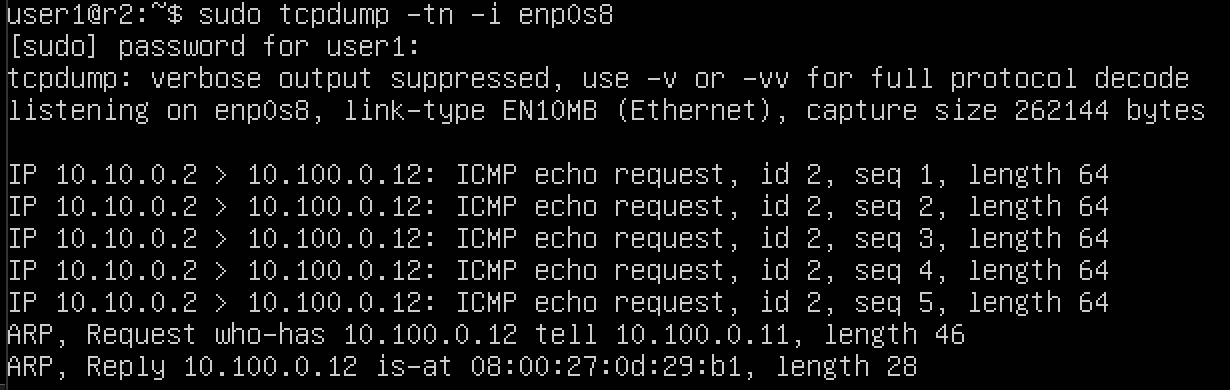 user1@r2:~$ sudo tcpdump -tn -i enp0s8
[sudo] password for user1:
tcpdump: verbose output suppressed, use -v or -vv for full protocol decode
listening on enp0s8, link-type EN10MB (Ethernet), capture size 262144 bytes
IP 10.10.0.2 > 10.100.0.12: ICMP echo request, id 2, seq 1, length 64
IP 10.10.0.2 > 10.100.0.12: ICMP echo request, id 2, seq 2, length 64
IP 10.10.0.2 > 10.100.0.12: ICMP echo request, id 2, seq 3, length 64
IP 10.10.0.2 > 10.100.0.12: ICMP echo request, id 2, seq 4, length 64
IP 10.10.0.2 > 10.100.0.12: ICMP echo request, id 2, seq 5, length 64
ARP, Request who-has 10.100.0.12 tell 10.100.0.11, length 46
ARP, Reply 10.100.0.12 is-at 08:00:27:0d:29:b1, length 28